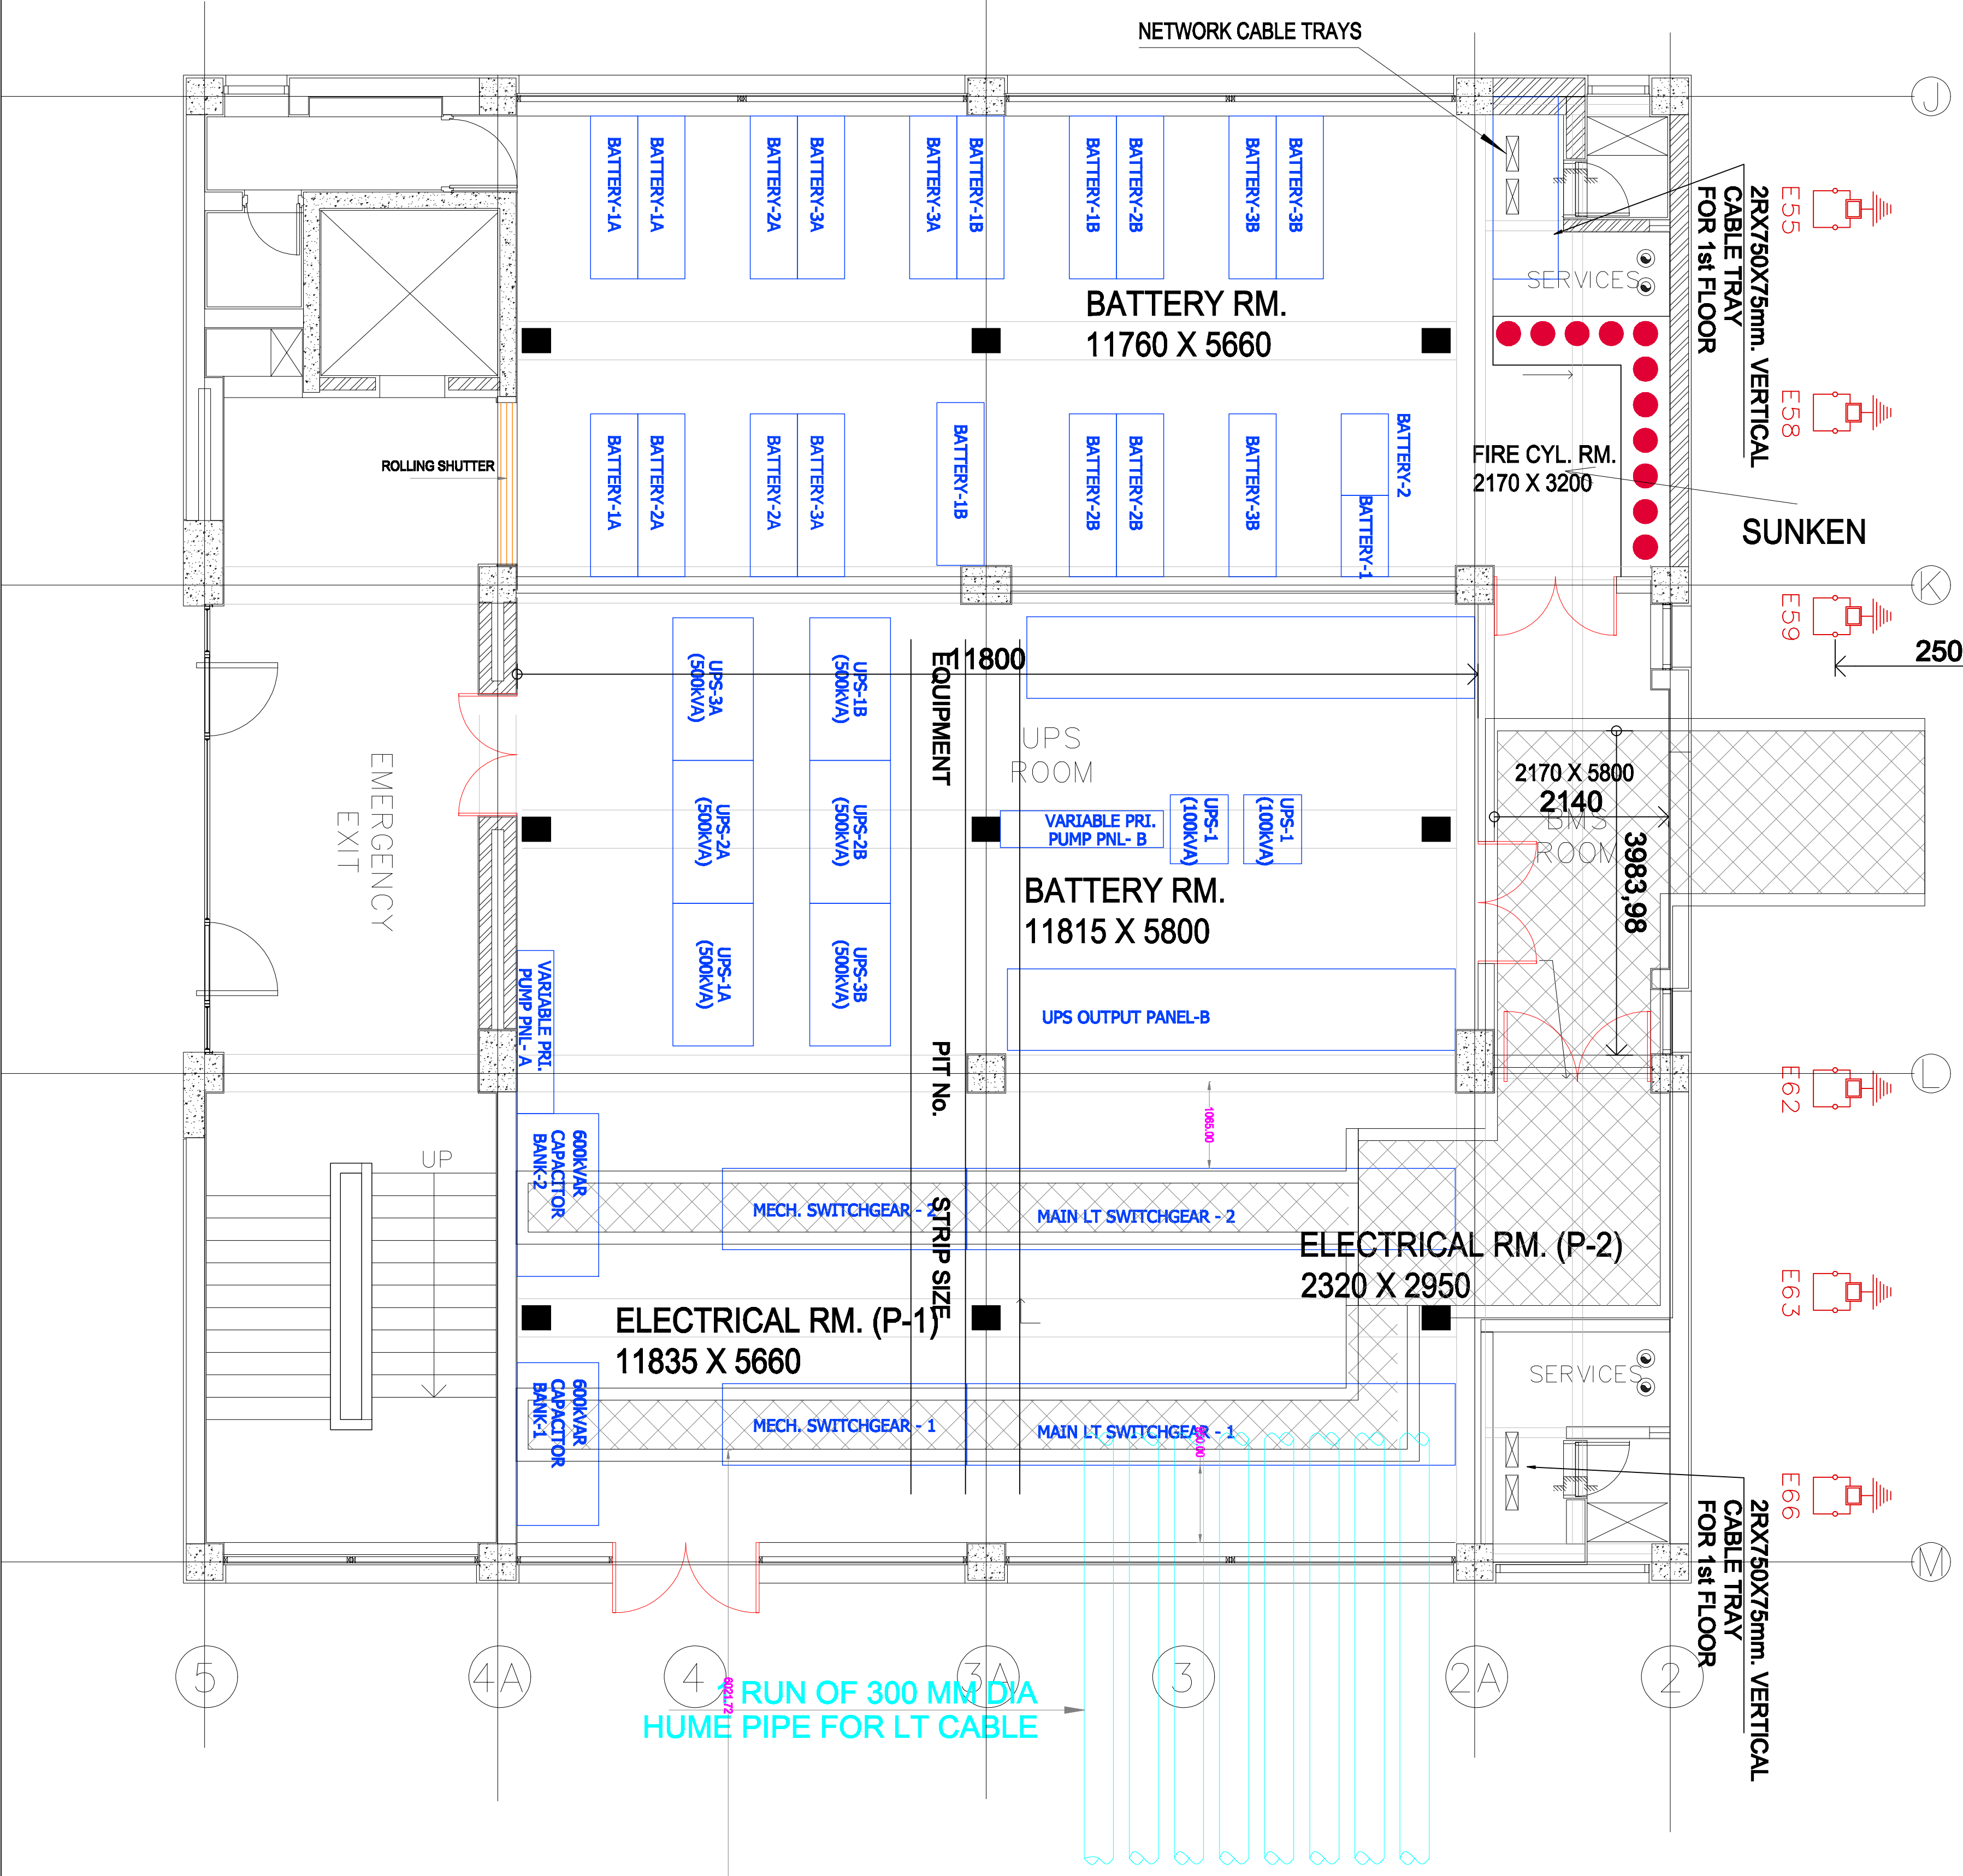 NETWORK CABLE TRAYS
J
BATTERY-1A
BATTERY-1A
BATTERY-2A
BATTERY-3A
BATTERY-3A
BATTERY-1B
BATTERY-1B
BATTERY-2B
BATTERY-3B
BATTERY-3B
2RX750X75mm. VERTICAL
CABLE TRAY
FOR 1st FLOOR
E55
SERVICES
BATTERY RM.
11760 X 5660
E58
ROLLING SHUTTER
BATTERY-1A
BATTERY-2A
BATTERY-2A
BATTERY-3A
BATTERY-1B
BATTERY-2B
BATTERY-2B
BATTERY-3B
BATTERY-2
BATTERY-1
FIRE CYL. RM.
2170 X 3200
SUNKEN
K
E59
250
11800
EQUIPMENT
UPS-3A
(500kVA)
UPS-1B
(500kVA)
UPS
ROOM
EMERGENCY
EXIT
UPS-2A
(500kVA)
UPS-2B
(500kVA)
VARIABLE PRI.
PUMP PNL- B
UPS-1
(100kVA)
UPS-1
(100kVA)
2170 X 5800
2140
BMS
ROOM
3983,98
BATTERY RM.
11815 X 5800
UPS-1A
(500kVA)
UPS-3B
(500kVA)
VARIABLE PRI.
PUMP PNL- A
UPS OUTPUT PANEL-B
PIT No.
L
E62
1065.00
UP
600kVAR
CAPACITOR
BANK-2
MECH. SWITCHGEAR - 2
STRIP SIZE
MAIN LT SWITCHGEAR - 2
ELECTRICAL RM. (P-2)
2320 X 2950
E63
ELECTRICAL RM. (P-1)
11835 X 5660
SERVICES
600kVAR
CAPACITOR
BANK-1
MECH. SWITCHGEAR - 1
MAIN LT SWITCHGEAR - 1
E66
2RX750X75mm. VERTICAL
CABLE TRAY
FOR 1st FLOOR
M
5
4A
4
3A
3
2A
2
6021.72
1 RUN OF 300 MM DIA
HUME PIPE FOR LT CABLE